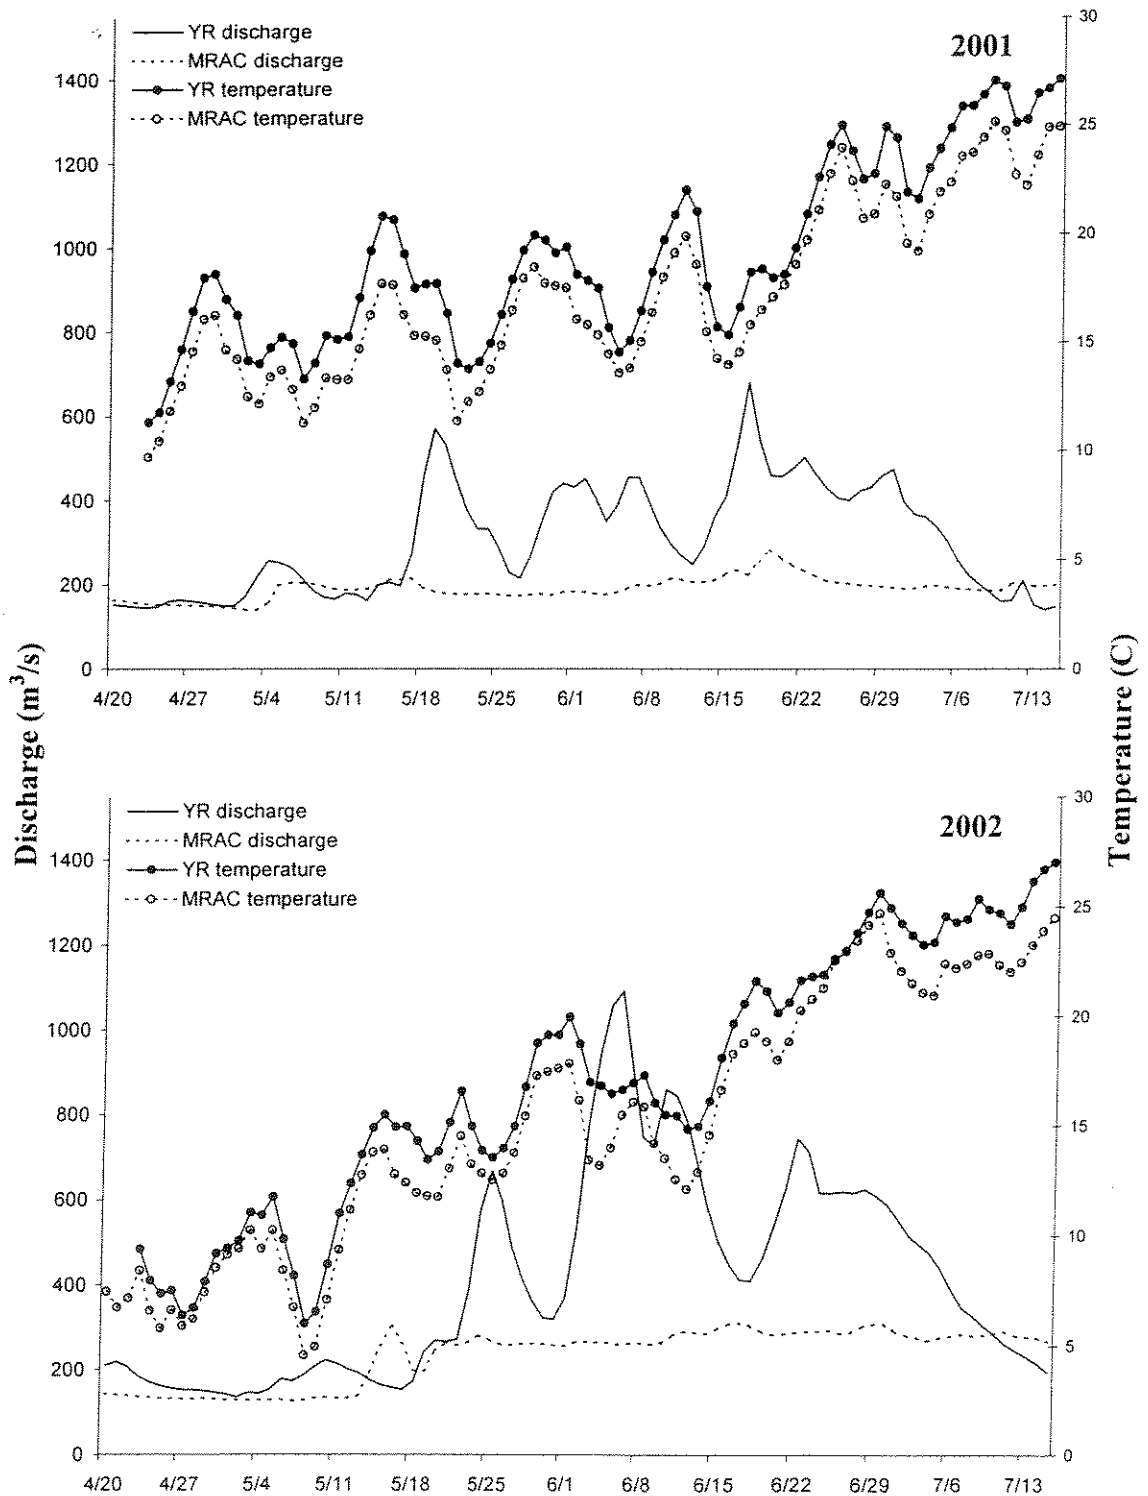 YR discharge
MRAC discharge
YR temperature
MRAC temperature
2001
1400
1200
1000
800
600
400
200
0
30
25
20
15
10
5
0
4/20 4/27 5/4 5/11 5/18 5/25 6/1 6/8 6/15 6/22 6/29 7/6 7/13
Discharge (m³/s)
Temperature (C)
YR discharge
MRAC discharge
YR temperature
MRAC temperature
2002
1400
1200
1000
800
600
400
200
0
30
25
20
15
10
5
0
4/20 4/27 5/4 5/11 5/18 5/25 6/1 6/8 6/15 6/22 6/29 7/6 7/13